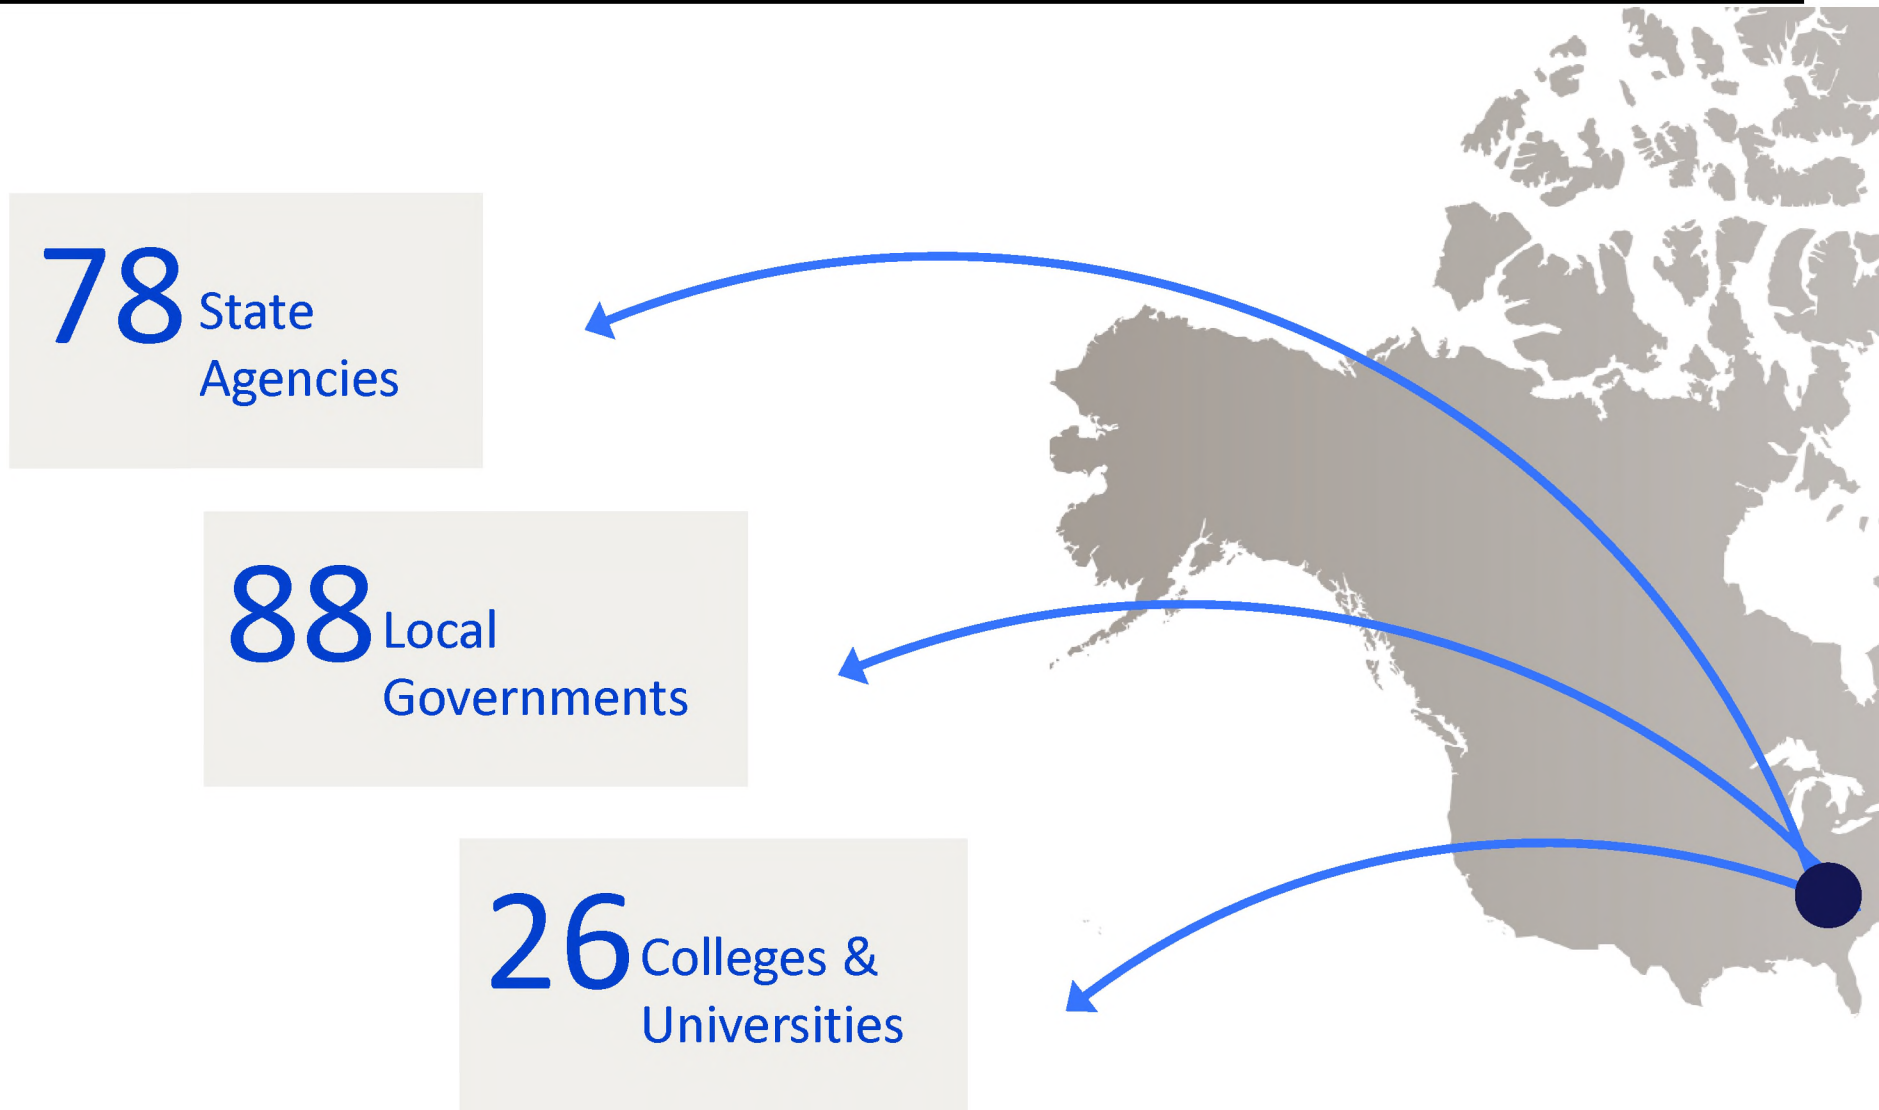 78 State
Agencies
88 Local
Governments
26 Colleges &
Universities